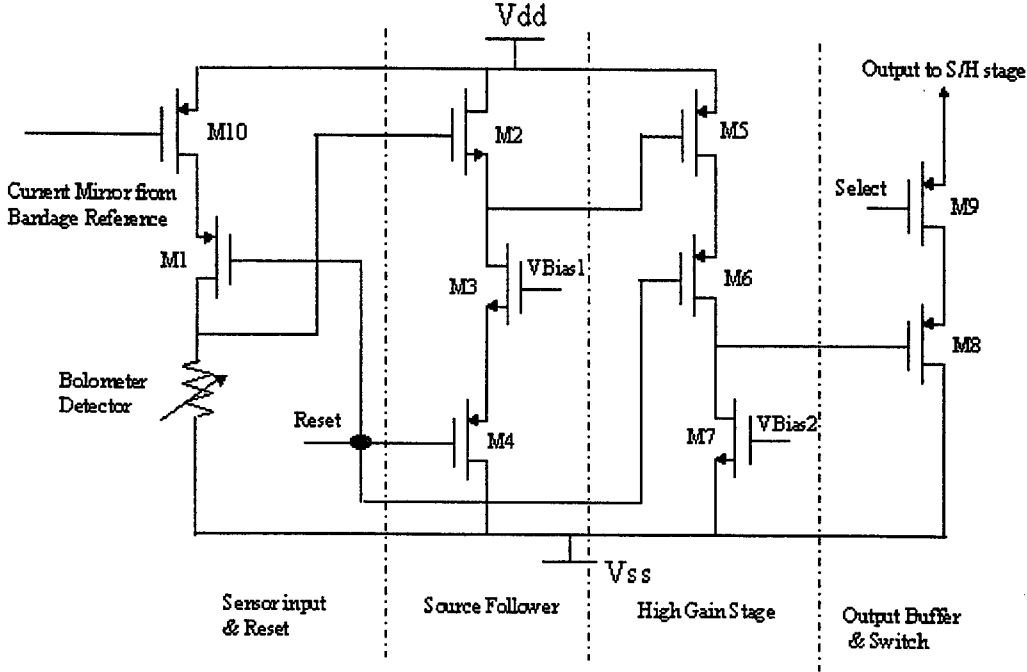 Vdd
Output to S/H stage
M10
M2
M5
Current Mirror from
Bandage Reference
Select
M9
M1
VBias1
M3
M6
M8
Bolometer
Detector
Reset
M4
M7
VBias2
Vss
Sensor input
& Reset
Source Follower
High Gain Stage
Output Buffer
& Switch